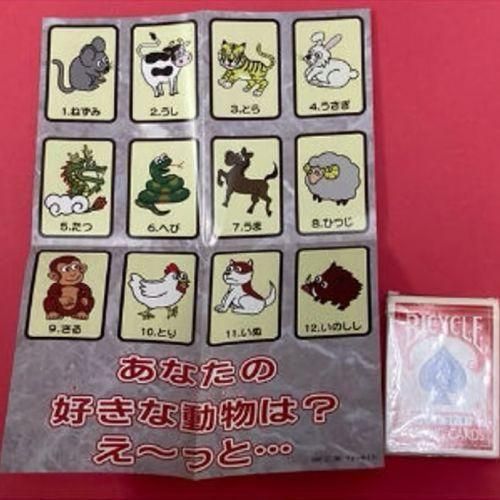 1.ねずみ 2.うし 3.とら 4.うさぎ
5.たつ 6.へび 7.うま 8.ひつじ
9.さる 10.とり 11.いぬ 12.いのしし
あなたの
好きな動物は？
え〜っと…
BICYCLE
CARDS